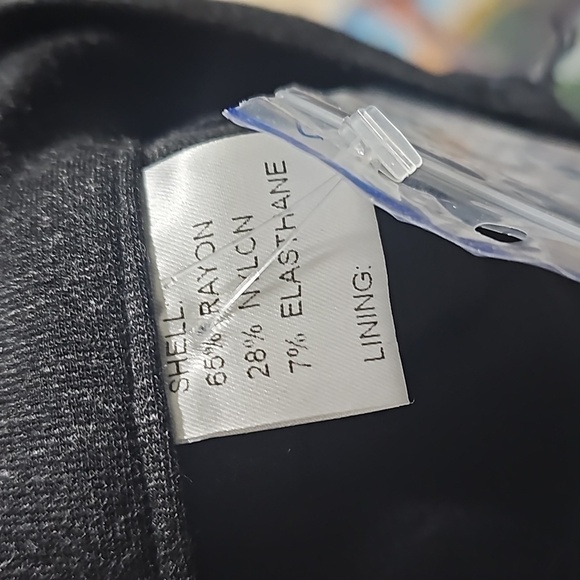 SHELL:
65% RAYON
28% NYLON
7% ELASTHANE
LINING: